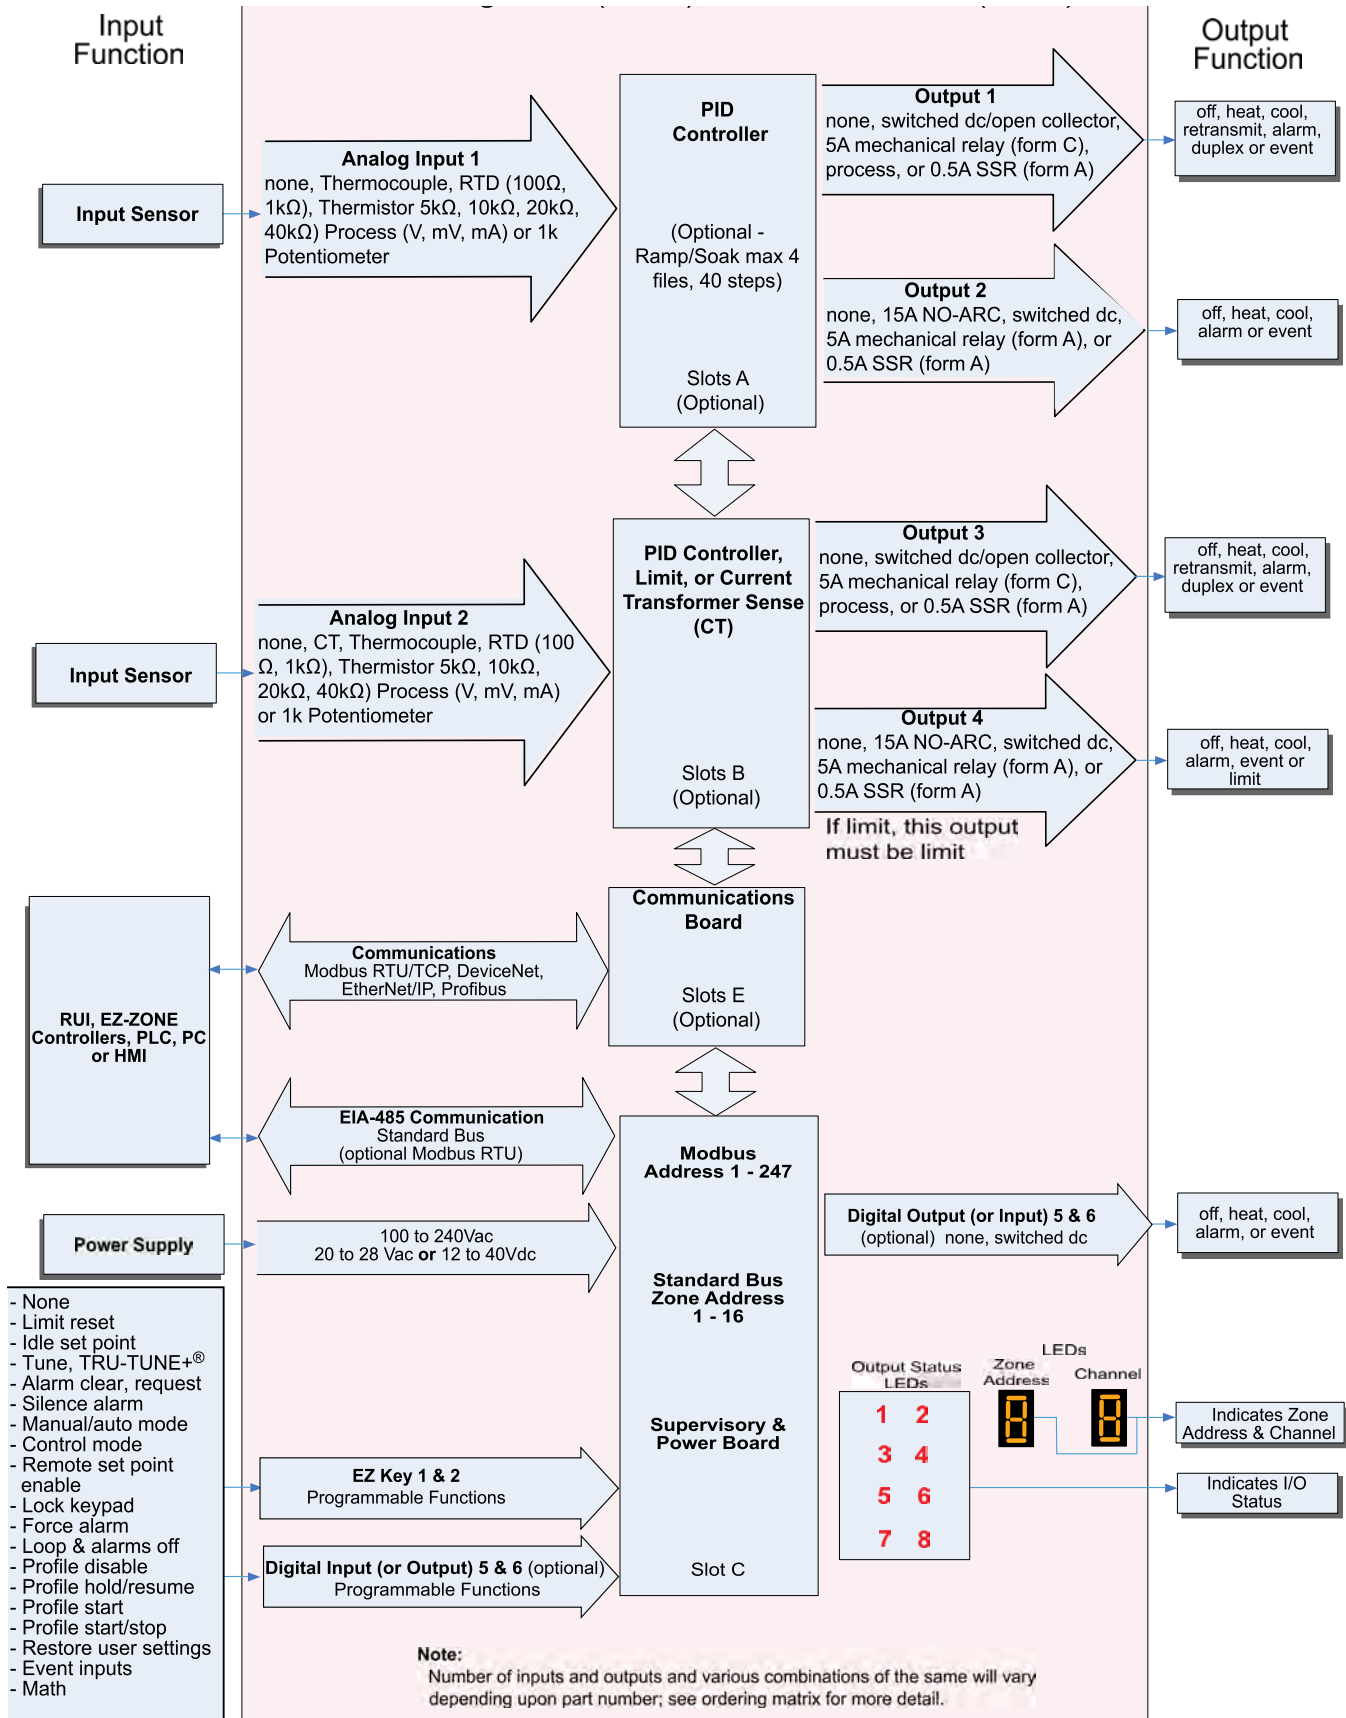 Input
Function
Output
Function
PID
Controller
(Optional -
Ramp/Soak max 4
files, 40 steps)
Slots A
(Optional)
Analog Input 1
none, Thermocouple, RTD (100Ω,
1kΩ), Thermistor 5kΩ, 10kΩ, 20kΩ,
40kΩ) Process (V, mV, mA) or 1k
Potentiometer
Input Sensor
Output 1
none, switched dc/open collector,
5A mechanical relay (form C),
process, or 0.5A SSR (form A)
off, heat, cool,
retransmit, alarm,
duplex or event
Output 2
none, 15A NO-ARC, switched dc,
5A mechanical relay (form A), or
0.5A SSR (form A)
off, heat, cool,
alarm or event
PID Controller,
Limit, or Current
Transformer Sense
(CT)
Slots B
(Optional)
Analog Input 2
none, CT, Thermocouple, RTD (100
Ω, 1kΩ), Thermistor 5kΩ, 10kΩ,
20kΩ, 40kΩ) Process (V, mV, mA)
or 1k Potentiometer
Input Sensor
Output 3
none, switched dc/open collector,
5A mechanical relay (form C),
process, or 0.5A SSR (form A)
off, heat, cool,
retransmit, alarm,
duplex or event
Output 4
none, 15A NO-ARC, switched dc,
5A mechanical relay (form A), or
0.5A SSR (form A)
If limit, this output
must be limit
off, heat, cool,
alarm, event or
limit
Communications
Board
Slots E
(Optional)
Communications
Modbus RTU/TCP, DeviceNet,
EtherNet/IP, Profibus
RUI, EZ-ZONE
Controllers, PLC, PC
or HMI
EIA-485 Communication
Standard Bus
(optional Modbus RTU)
Modbus
Address 1 - 247
Standard Bus
Zone Address
1 - 16
Supervisory &
Power Board
Slot C
Power Supply
100 to 240Vac
20 to 28 Vac or 12 to 40Vdc
Digital Output (or Input) 5 & 6
(optional) none, switched dc
off, heat, cool,
alarm, or event
- None
- Limit reset
- Idle set point
- Tune, TRU-TUNE+®
- Alarm clear, request
- Silence alarm
- Manual/auto mode
- Control mode
- Remote set point
enable
- Lock keypad
- Force alarm
- Loop & alarms off
- Profile disable
- Profile hold/resume
- Profile start
- Profile start/stop
- Restore user settings
- Event inputs
- Math
EZ Key 1 & 2
Programmable Functions
Digital Input (or Output) 5 & 6 (optional)
Programmable Functions
Output Status
LEDs
1 2
3 4
5 6
7 8
LEDs
Zone
Address
Channel
8
8
Indicates Zone
Address & Channel
Indicates I/O
Status
Note:
Number of inputs and outputs and various combinations of the same will vary
depending upon part number; see ordering matrix for more detail.